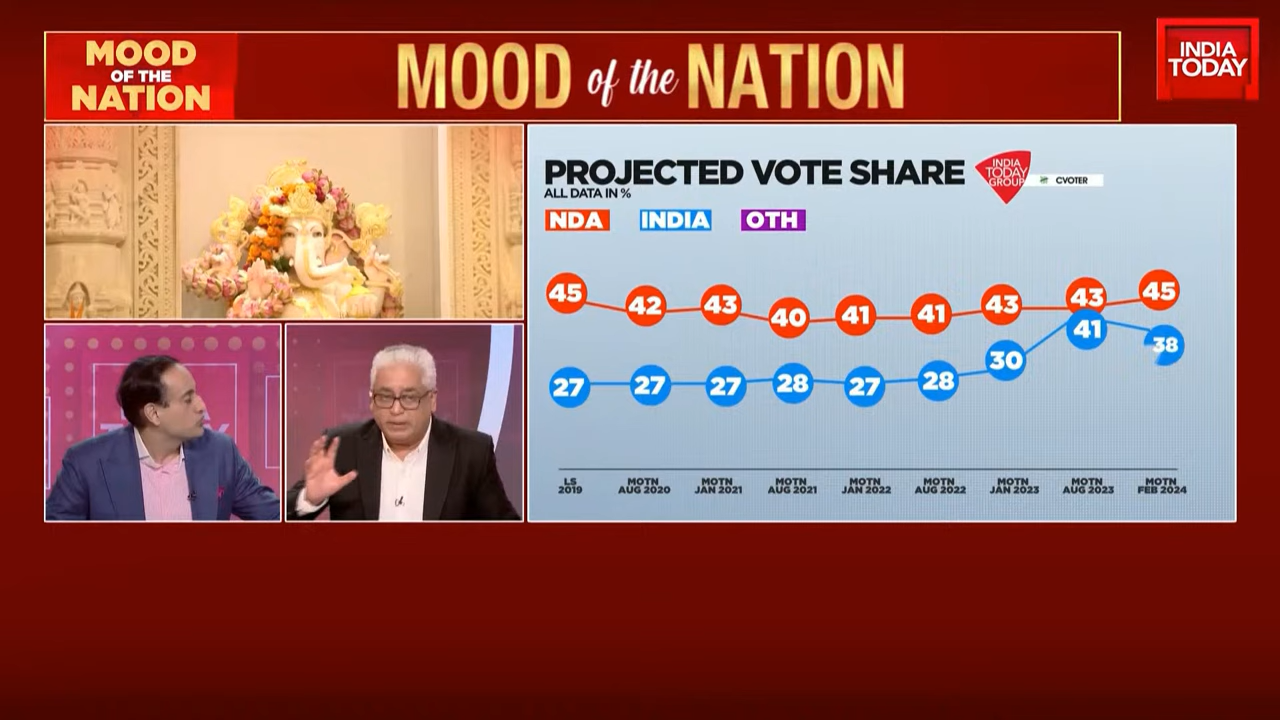 MOOD
OF THE
NATION
MOOD of the NATION
INDIA
TODAY
PROJECTED VOTE SHARE
ALL DATA IN %
INDIA
TODAY
GROUP
CVOTER
NDA INDIA OTH
45 42 43 40 41 41 43 43 45
27 27 27 28 27 28 30 41 38
LS
2019
MOTN
AUG 2020
MOTN
JAN 2021
MOTN
AUG 2021
MOTN
JAN 2022
MOTN
AUG 2022
MOTN
JAN 2023
MOTN
AUG 2023
MOTN
FEB 2024